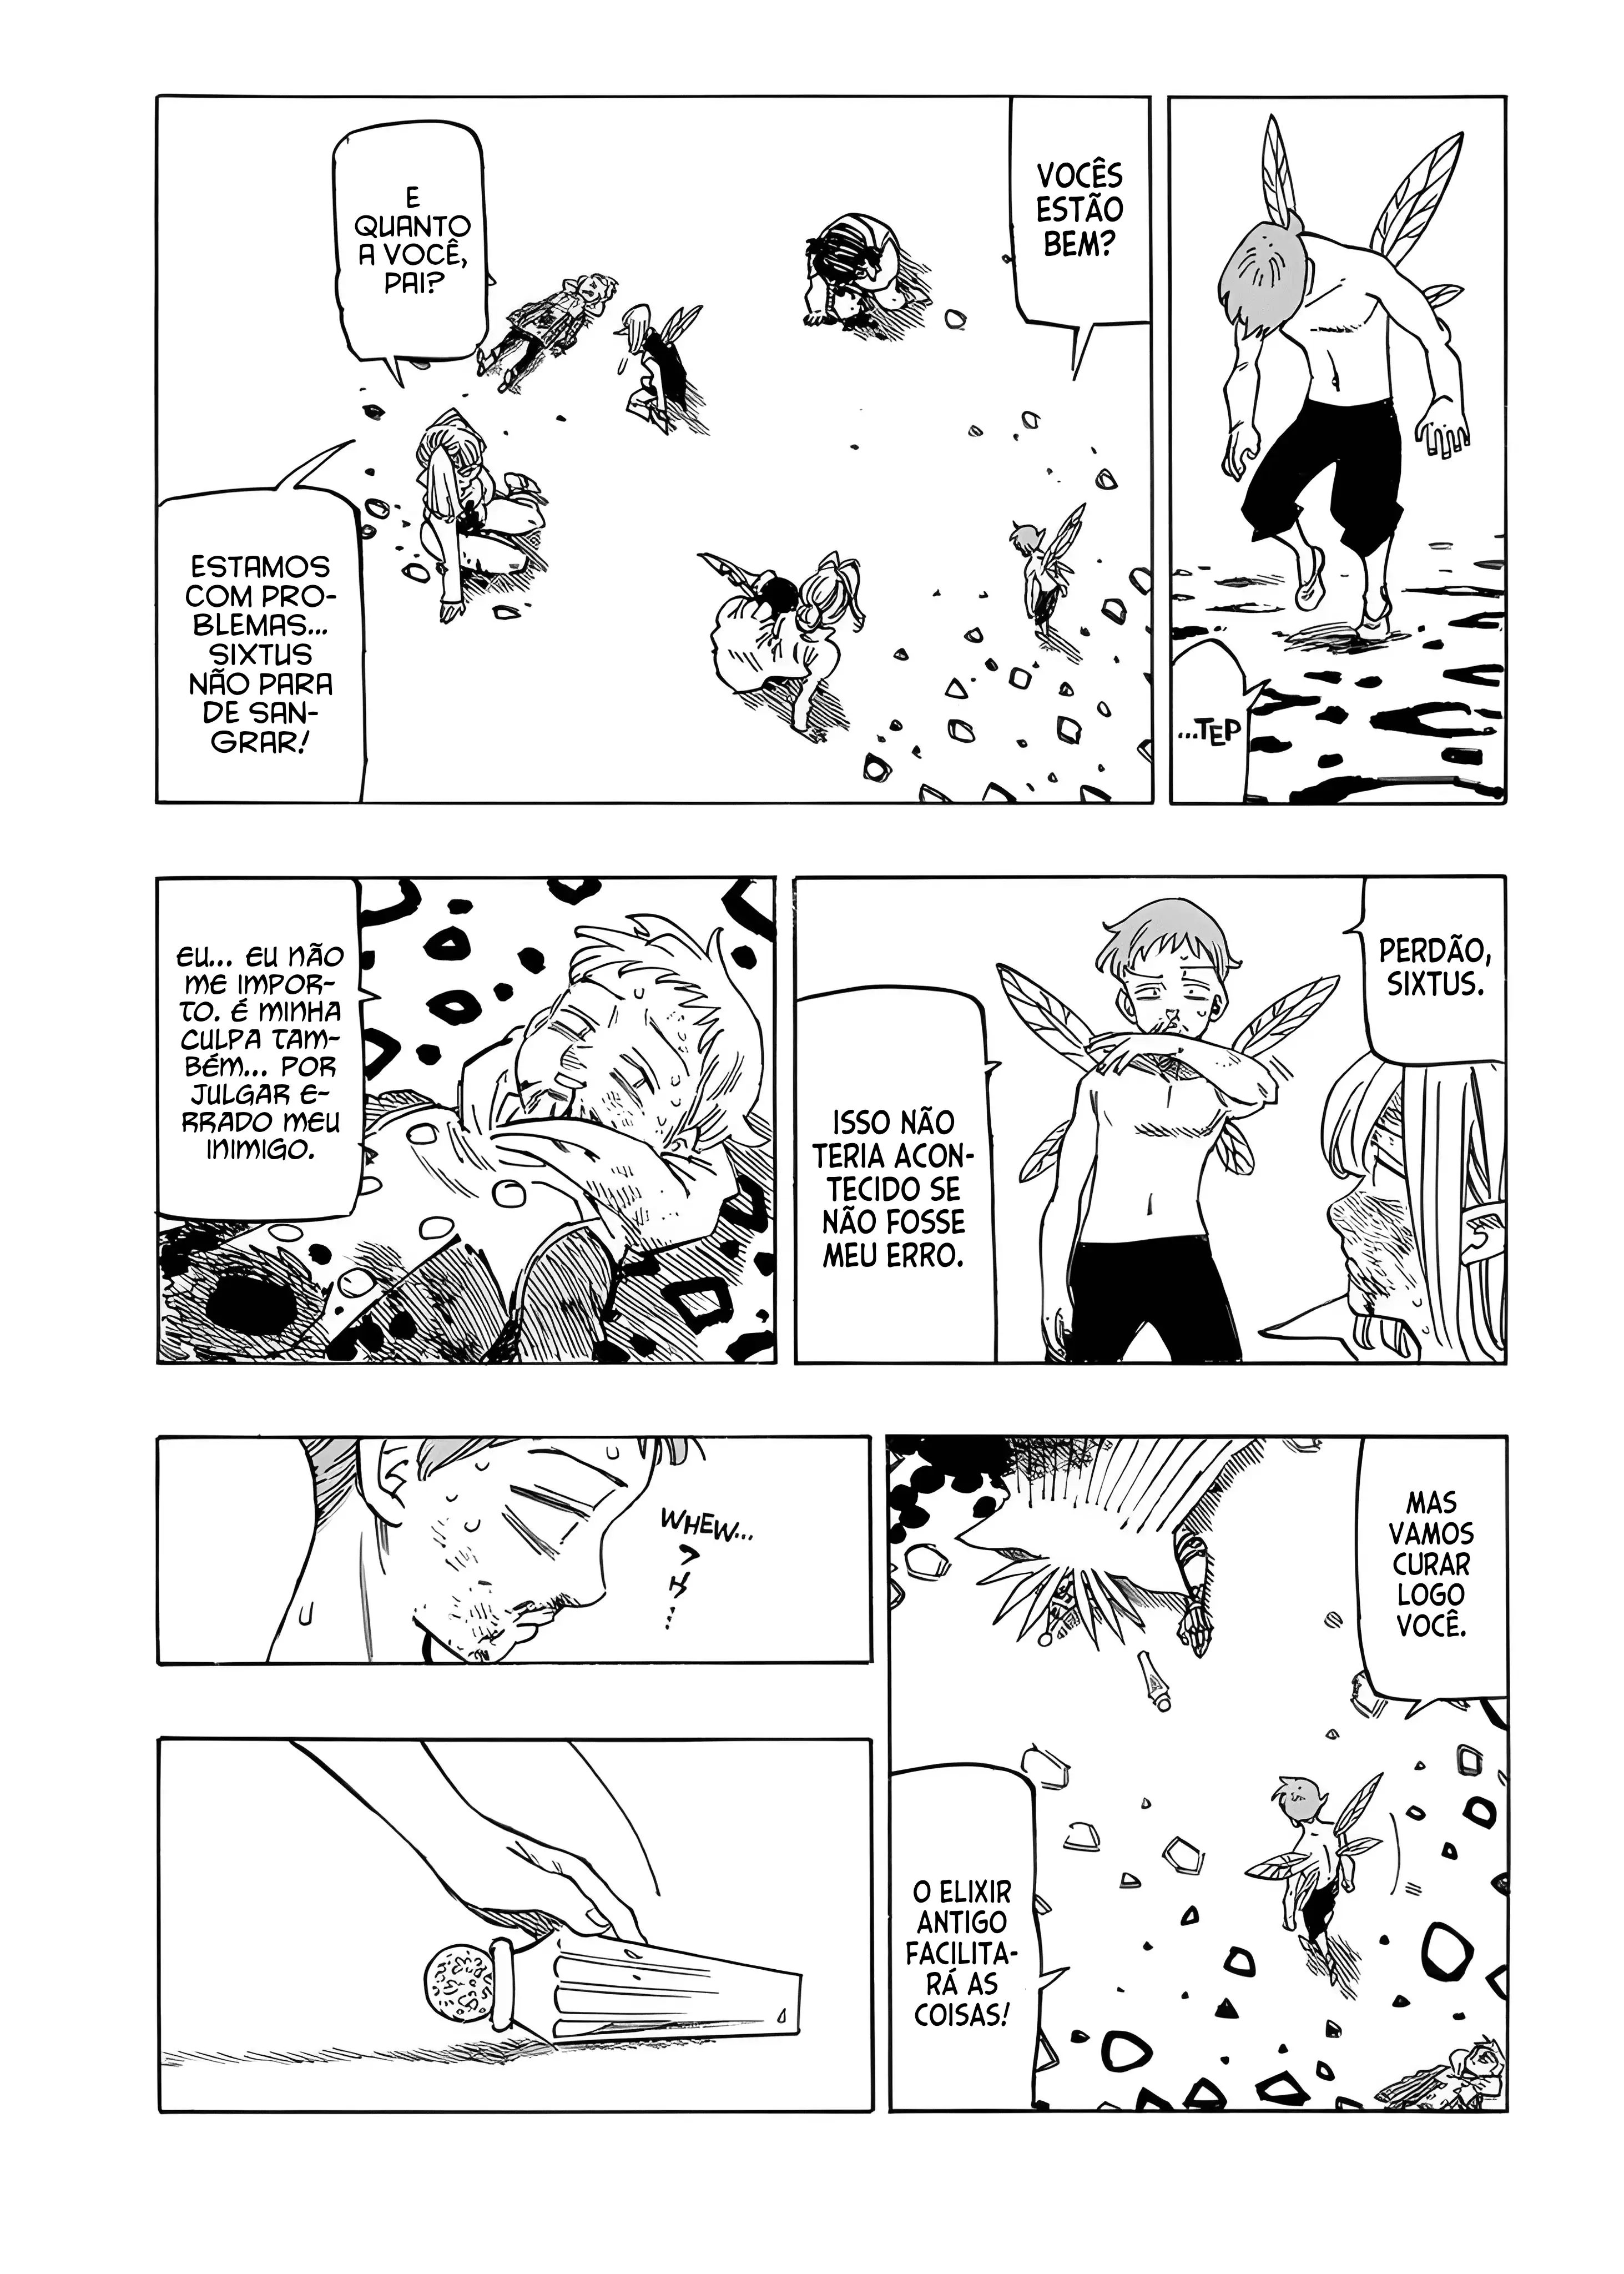 ...TEP
VOCÊS
ESTÃO
BEM?
E
QUANTO
A VOCÊ,
PAI?
ESTAMOS
COM PRO-
BLEMAS...
SIXTUS
NÃO PARA
DE SAN-
GRAR!
PERDÃO,
SIXTUS.
ISSO NÃO
TERIA ACON-
TECIDO SE
NÃO FOSSE
MEU ERRO.
EU... EU NÃO
ME IMPOR-
TO. É MINHA
CULPA TAM-
BÉM... POR
JULGAR E-
RRADO MEU
INIMIGO.
MAS
VAMOS
CURAR
LOGO
VOCÊ.
O ELIXIR
ANTIGO
FACILITA-
RÁ AS
COISAS!
WHEW...
フ
ゥ
…